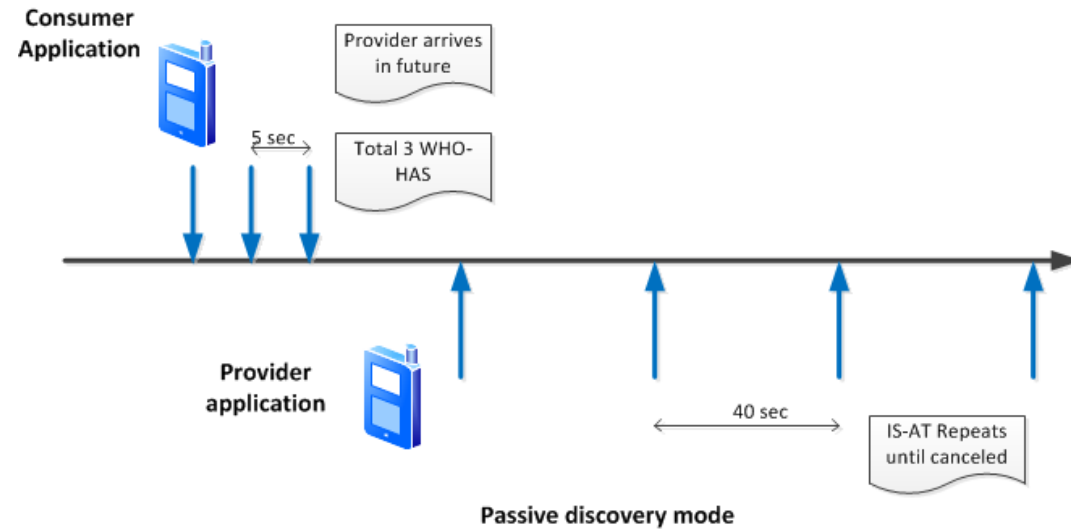 Consumer
Application
Provider arrives
in future
5 sec
Total 3 WHO-
HAS
Provider
application
40 sec
IS-AT Repeats
until canceled
Passive discovery mode